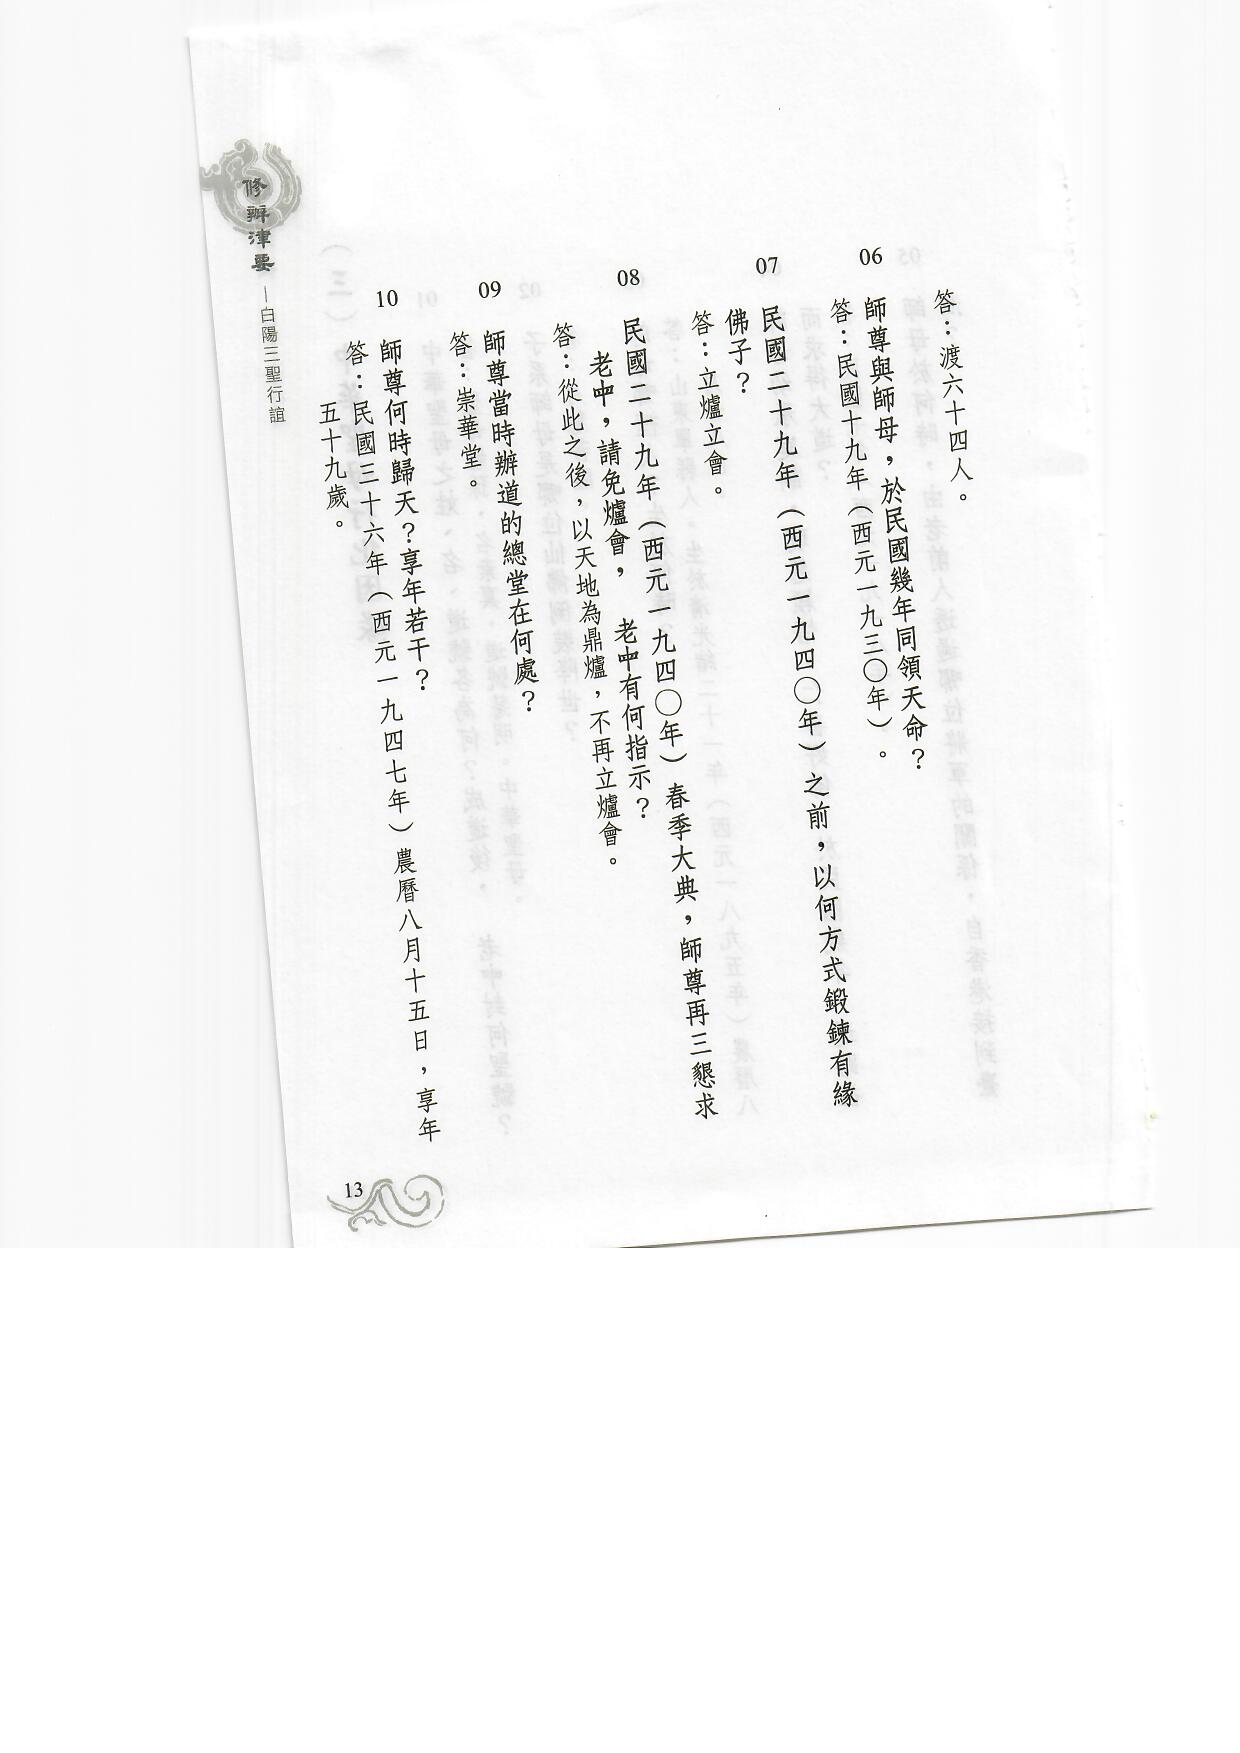 答：渡六十四人。
06 師尊與師母，於民國幾年同領天命？
答：民國十九年（西元一九三〇年）。
07 民國二十九年（西元一九四〇年）之前，以何方式鍛鍊有緣
佛子？
答：立爐立會。
08 民國二十九年（西元一九四〇年）春季大典，師尊再三懇求
老𣫭，請免爐會，老𣫭有何指示？
答：從此之後，以天地為鼎爐，不再立爐會。
09 師尊當時辦道的總堂在何處？
答：崇華堂。
10 師尊何時歸天？享年若干？
答：民國三十六年（西元一九四七年）農曆八月十五日，享年
五十九歲。
修辦津要
—白陽三聖行誼
13